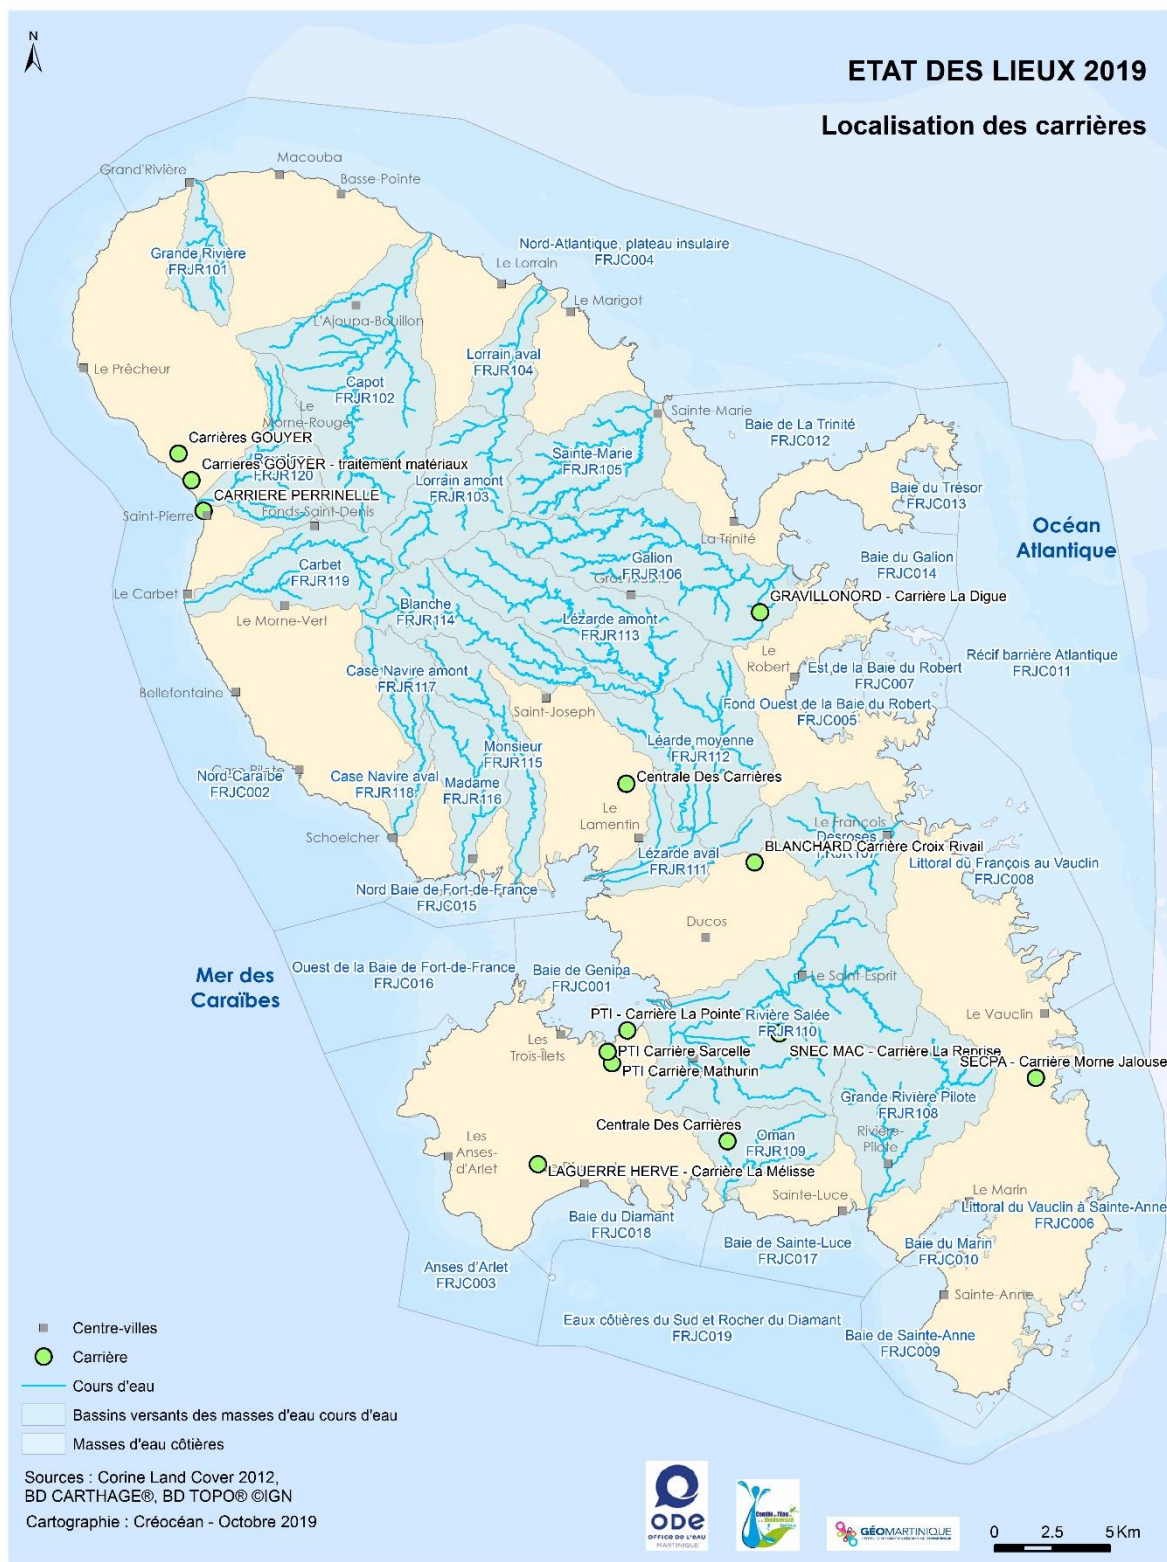 N
ETAT DES LIEUX 2019
Localisation des carrières
Grand'Rivière
Macouba
Basse-Pointe
Grande Rivière
FRJR101
Nord-Atlantique, plateau insulaire
FRJC004
Le Lorrain
Le Marigot
L'Ajoupa-Bouillon
Lorrain aval
FRJR104
Le Prêcheur
Capot
FRJR102
Le
Morne-Rouge
Sainte-Marie
Baie de La Trinité
FRJC012
Carrières GOUYER
Carrieres GOUYER - traitement matériaux
FRJR120
Sainte-Marie
FRJR105
Lorrain amont
FRJR103
Baie du Trésor
FRJC013
CARRIERE PERRINELLE
Saint-Pierre
Fonds-Saint-Denis
La Trinité
Océan
Atlantique
Carbet
FRJR119
Galion
FRJR106
Baie du Galion
FRJC014
Le Carbet
Le Morne-Vert
Blanche
FRJR114
Lézarde amont
FRJR113
GRAVILLONORD - Carrière La Digue
Le
Robert
Est de la Baie du Robert
FRJC007
Récif barrière Atlantique
FRJC011
Case Navire amont
FRJR117
Bellefontaine
Saint-Joseph
Fond Ouest de la Baie du Robert
FRJC005
Monsieur
FRJR115
Léarde moyenne
FRJR112
Case Pilote
Nord-Caraïbe
FRJC002
Case Navire aval
FRJR118
Madame
FRJR116
Centrale Des Carrières
Le
Lamentin
Schoelcher
Le François
Desroses
FRJR107
BLANCHARD Carrière Croix Rivail
Lézarde aval
FRJR111
Littoral du François au Vauclin
FRJC008
Nord Baie de Fort-de-France
FRJC015
Ducos
Mer des
Caraïbes
Ouest de la Baie de Fort-de-France
FRJC016
Baie de Genipa
FRJC001
Le Saint-Esprit
PTI - Carrière La Pointe
Rivière Salée
FRJR110
Le Vauclin
Les
Trois-Îlets
PTI Carrière Sarcelle
PTI Carrière Mathurin
SNEC MAC - Carrière La Reprise
SECPA - Carrière Morne Jalouse
Grande Rivière Pilote
FRJR108
Centrale Des Carrières
Oman
FRJR109
Rivière-
Pilote
Les
Anses-
d'Arlet
LAGUERRE HERVE - Carrière La Mélisse
Sainte-Luce
Le Marin
Littoral du Vauclin à Sainte-Anne
FRJC006
Baie du Diamant
FRJC018
Baie de Sainte-Luce
FRJC017
Baie du Marin
FRJC010
Anses d'Arlet
FRJC003
Sainte-Anne
Eaux côtières du Sud et Rocher du Diamant
FRJC019
Baie de Sainte-Anne
FRJC009
Centre-villes
Carrière
Cours d'eau
Bassins versants des masses d'eau cours d'eau
Masses d'eau côtières
Sources : Corine Land Cover 2012,
BD CARTHAGE®, BD TOPO® ©IGN
Cartographie : Créocéan - Octobre 2019
ODE
OFFICE DE L'EAU
MARTINIQUE
GÉOMARTINIQUE
0 2.5 5 Km